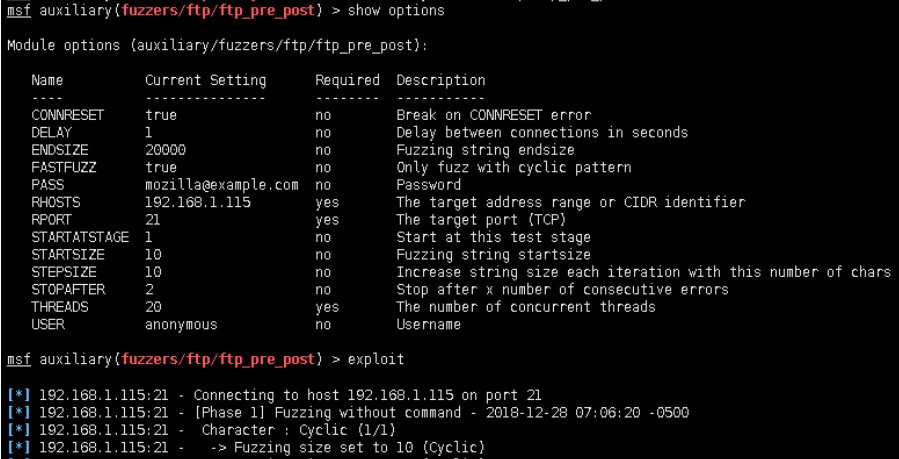 msf auxiliary(fuzzers/ftp/ftp_pre_post) > show options
Module options (auxiliary/fuzzers/ftp/ftp_pre_post):
Name Current Setting Required Description
---- --------------- -------- -----------
CONNRESET true no Break on CONNRESET error
DELAY 1 no Delay between connections in seconds
ENDSIZE 20000 no Fuzzing string endsize
FASTFUZZ true no Only fuzz with cyclic pattern
PASS mozilla@example.com no Password
RHOSTS 192.168.1.115 yes The target address range or CIDR identifier
RPORT 21 yes The target port (TCP)
STARTATSTAGE 1 no Start at this test stage
STARTSIZE 10 no Fuzzing string startsize
STEPSIZE 10 no Increase string size each iteration with this number of chars
STOPAFTER 2 no Stop after x number of consecutive errors
THREADS 20 yes The number of concurrent threads
USER anonymous no Username
msf auxiliary(fuzzers/ftp/ftp_pre_post) > exploit
[*] 192.168.1.115:21 - Connecting to host 192.168.1.115 on port 21
[*] 192.168.1.115:21 - [Phase 1] Fuzzing without command - 2018-12-28 07:06:20 -0500
[*] 192.168.1.115:21 - Character : Cyclic (1/1)
[*] 192.168.1.115:21 - -> Fuzzing size set to 10 (Cyclic)